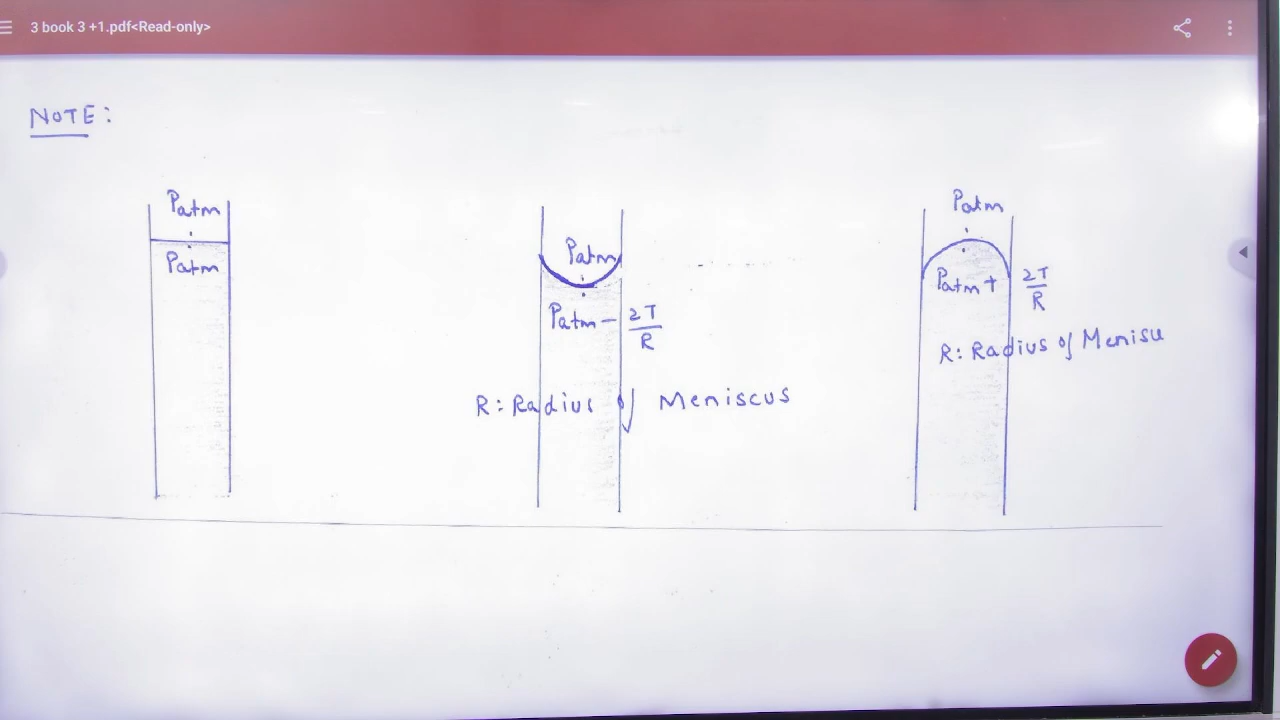 3 book 3 +1.pdf<Read-only>
NOTE:
Patm
Patm
Patm
Patm - 2T/R
R: Radius of Meniscus
Patm
Patm + 2T/R
R: Radius of Menisu